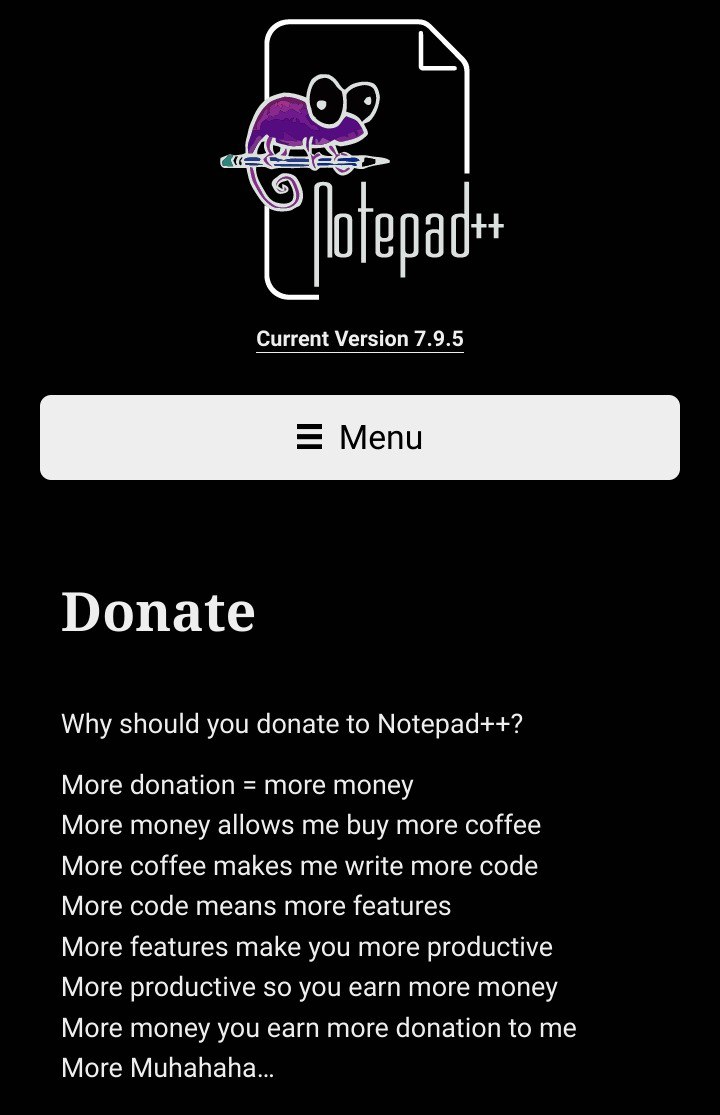 Notepad++
Current Version 7.9.5
Menu
Donate
Why should you donate to Notepad++?
More donation = more money
More money allows me buy more coffee
More coffee makes me write more code
More code means more features
More features make you more productive
More productive so you earn more money
More money you earn more donation to me
More Muhahaha…